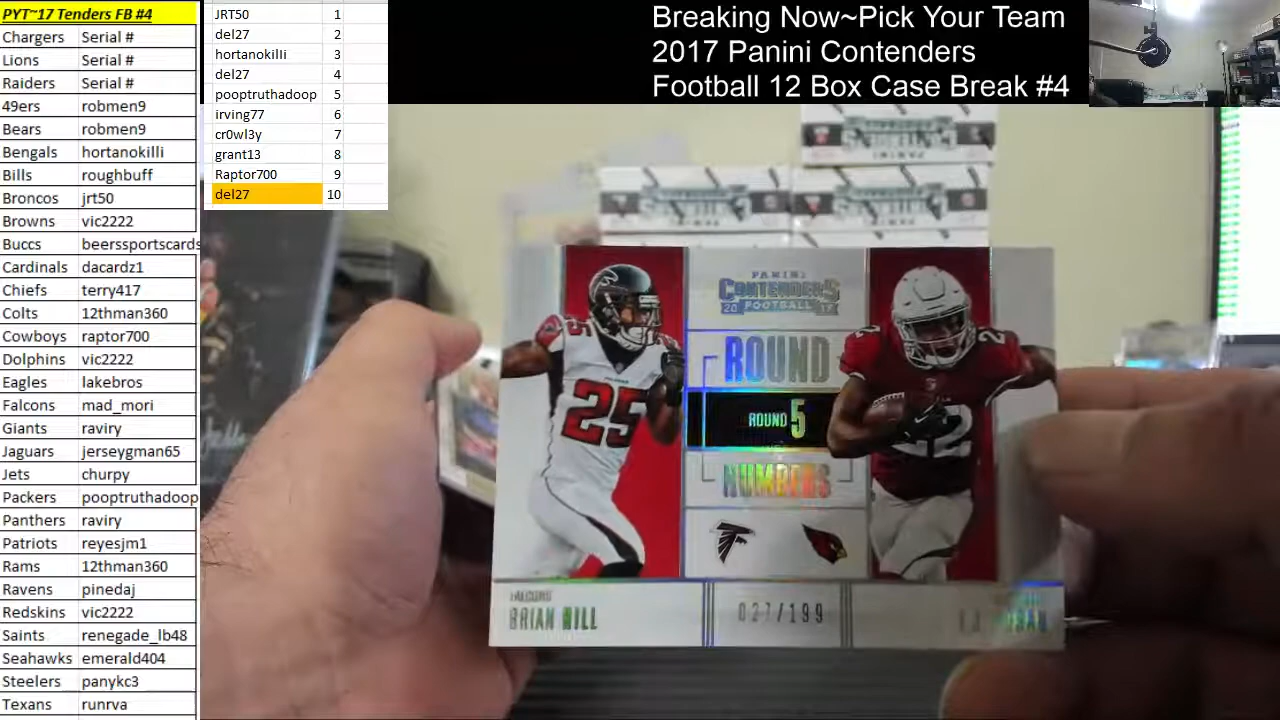 PYT~17 Tenders FB #4
Chargers Serial #
Lions Serial #
Raiders Serial #
49ers robmen9
Bears robmen9
Bengals hortanokilli
Bills roughbuff
Broncos jrt50
Browns vic2222
Buccs beerssportscards
Cardinals dacardz1
Chiefs terry417
Colts 12thman360
Cowboys raptor700
Dolphins vic2222
Eagles lakebros
Falcons mad_mori
Giants raviry
Jaguars jerseygman65
Jets churpy
Packers pooptruthadoop
Panthers raviry
Patriots reyesjm1
Rams 12thman360
Ravens pinedaj
Redskins vic2222
Saints renegade_lb48
Seahawks emerald404
Steelers panykc3
Texans runrva
JRT50 1
del27 2
hortanokilli 3
del27 4
pooptruthadoop 5
irving77 6
cr0wl3y 7
grant13 8
Raptor700 9
del27 10
Breaking Now~Pick Your Team
2017 Panini Contenders
Football 12 Box Case Break #4
PANINI
CONTENDERS
20 FOOTBALL 17
ROUND
ROUND 5
NUMBERS
25
22
FALCONS
BRIAN HILL
027/199